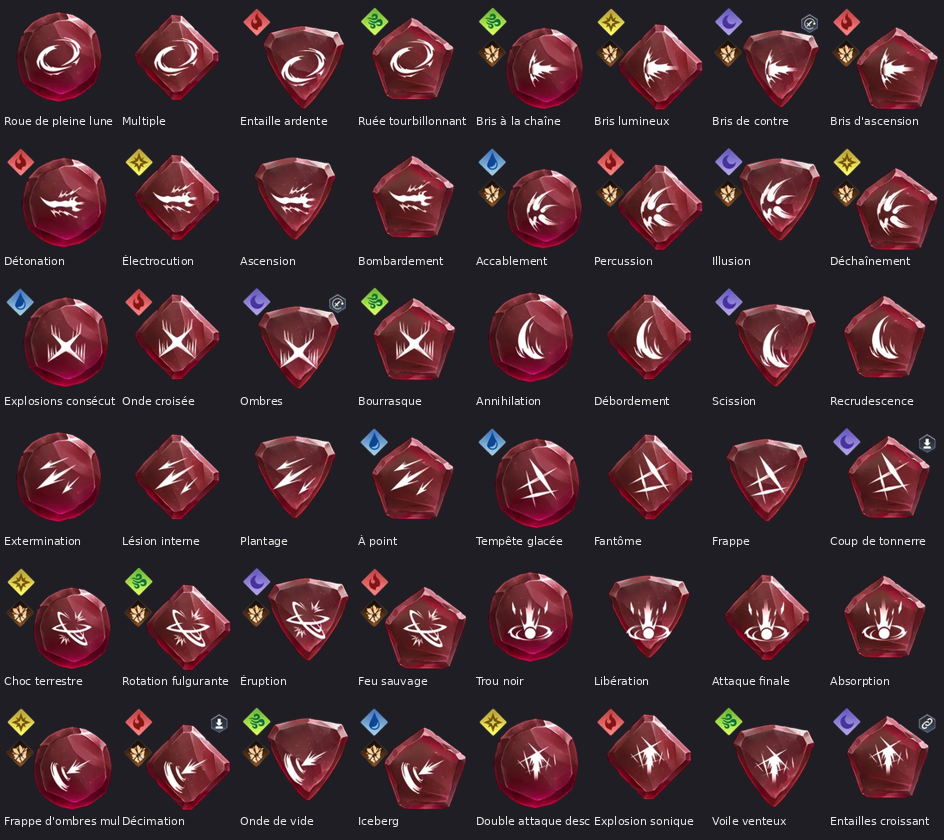 Roue de pleine lune Multiple Entaille ardente Ruée tourbillonnant Bris à la chaîne Bris lumineux Bris de contre Bris d'ascension
Détonation Électrocution Ascension Bombardement Accablement Percussion Illusion Déchaînement
Explosions consécut Onde croisée Ombres Bourrasque Annihilation Débordement Scission Recrudescence
Extermination Lésion interne Plantage À point Tempête glacée Fantôme Frappe Coup de tonnerre
Choc terrestre Rotation fulgurante Éruption Feu sauvage Trou noir Libération Attaque finale Absorption
Frappe d'ombres mul Décimation Onde de vide Iceberg Double attaque desc Explosion sonique Voile venteux Entailles croissant